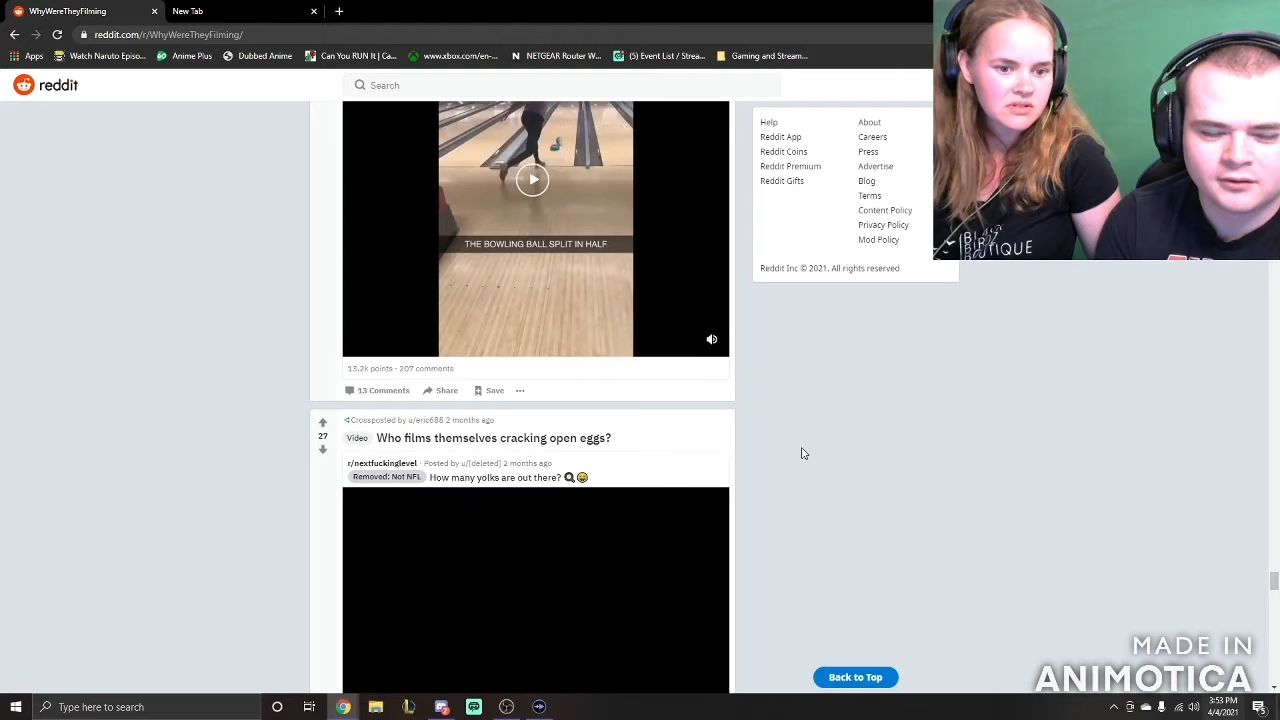 WhyWereTheyFilming
New Tab
reddit.com/r/WhyWereTheyFilming/
Apps
Watch Naruto Episo...
Anime Plus
Dubbed Anime
Can You RUN It | Ca...
www.xbox.com/en-...
NETGEAR Router W...
(5) Event List / Strea...
Gaming and Stream...
reddit
Search
Help
About
Reddit App
Careers
Reddit Coins
Press
Reddit Premium
Advertise
Reddit Gifts
Blog
Terms
Content Policy
Privacy Policy
Mod Policy
Reddit Inc © 2021. All rights reserved
BOUTIQUE
THE BOWLING BALL SPLIT IN HALF
13.2k points · 207 comments
13 Comments
Share
Save
Crossposted by u/eric685 2 months ago
27
Video
Who films themselves cracking open eggs?
r/nextfuckinglevel · Posted by u/[deleted] 2 months ago
Removed: Not NFL
How many yolks are out there?
Back to Top
MADE IN
ANIMOTICA
Type here to search
3:53 PM
4/4/2021